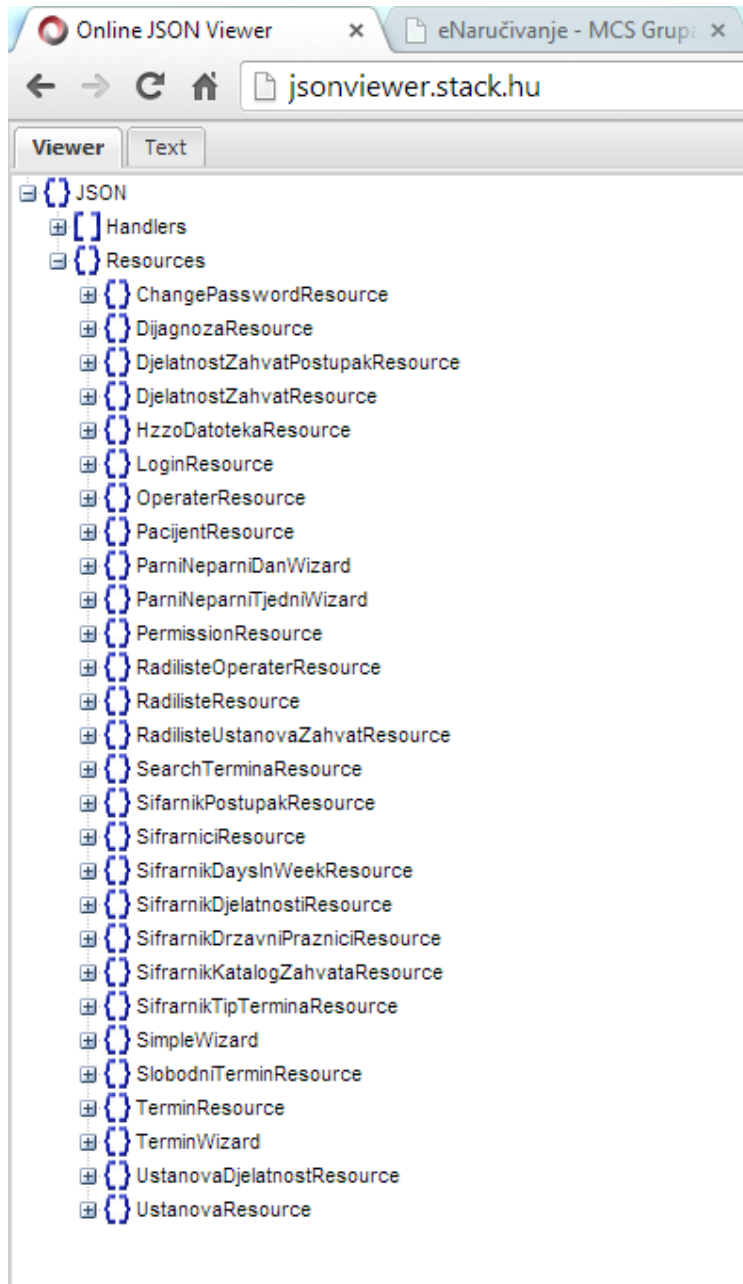 Online JSON Viewer
eNaručivanje - MCS Grupa
jsonviewer.stack.hu
Viewer Text
JSON
Handlers
Resources
ChangePasswordResource
DijagnozaResource
DjelatnostZahvatPostupakResource
DjelatnostZahvatResource
HzzoDatotekaResource
LoginResource
OperaterResource
PacijentResource
ParniNeparniDanWizard
ParniNeparniTjedniWizard
PermissionResource
RadilisteOperaterResource
RadilisteResource
RadilisteUstanovaZahvatResource
SearchTerminaResource
SifarnikPostupakResource
SifrarniciResource
SifrarnikDaysInWeekResource
SifrarnikDjelatnostiResource
SifrarnikDrzavniPrazniciResource
SifrarnikKatalogZahvataResource
SifrarnikTipTerminaResource
SimpleWizard
SlobodniTerminResource
TerminResource
TerminWizard
UstanovaDjelatnostResource
UstanovaResource